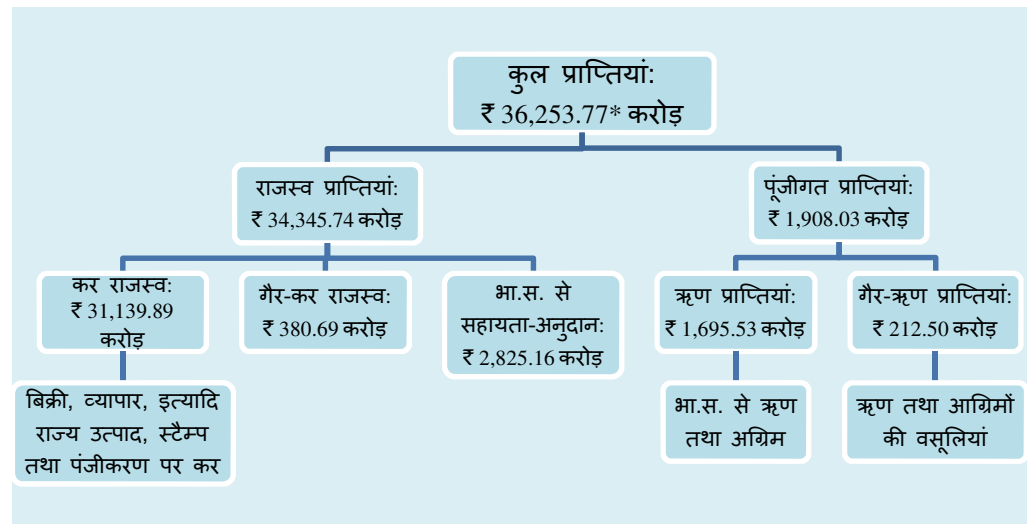 कुल प्राप्तियां:
₹ 36,253.77* करोड़
राजस्व प्राप्तियां:
₹ 34,345.74 करोड़
पूंजीगत प्राप्तियां:
₹ 1,908.03 करोड़
कर राजस्व:
₹ 31,139.89
करोड़
गैर-कर राजस्व:
₹ 380.69 करोड़
भा.स. से
सहायता-अनुदान:
₹ 2,825.16 करोड़
ऋण प्राप्तियां:
₹ 1,695.53 करोड़
गैर-ऋण प्राप्तियां:
₹ 212.50 करोड़
बिक्री, व्यापार, इत्यादि
राज्य उत्पाद, स्टैम्प
तथा पंजीकरण पर कर
भा.स. से ऋण
तथा अग्रिम
ऋण तथा आग्रिमों
की वसूलियां